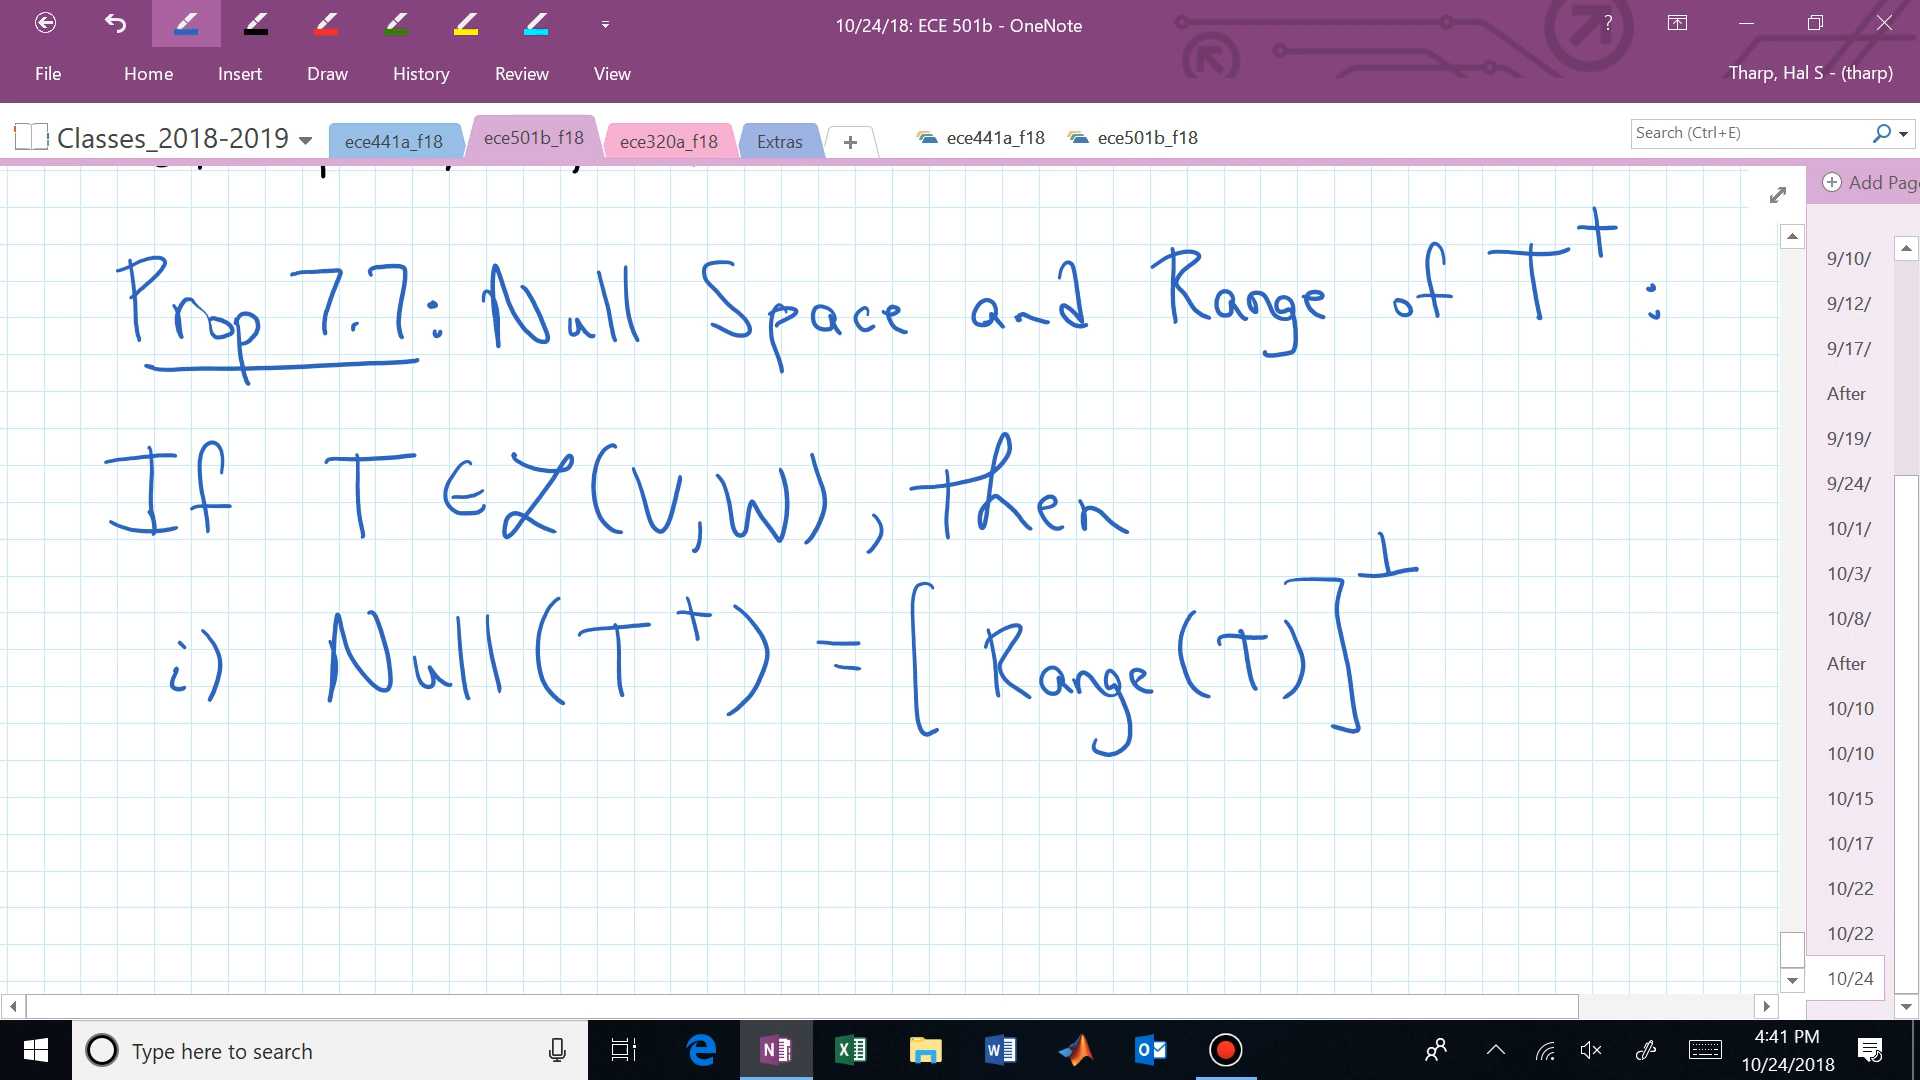 10/24/18: ECE 501b - OneNote
?
File Home Insert Draw History Review View
Tharp, Hal S - (tharp)
Classes_2018-2019
ece441a_f18
ece501b_f18
ece320a_f18
Extras
+
ece441a_f18
ece501b_f18
Search (Ctrl+E)
Add Pag
9/10/
9/12/
9/17/
After
9/19/
9/24/
10/1/
10/3/
10/8/
After
10/10
10/10
10/15
10/17
10/22
10/22
10/24
Prop 7.7: Null Space and Range of T⁺:
If T ∈ ℒ(V,W), then
i) Null(T⁺) = [Range(T)]^⊥
Type here to search
4:41 PM
10/24/2018